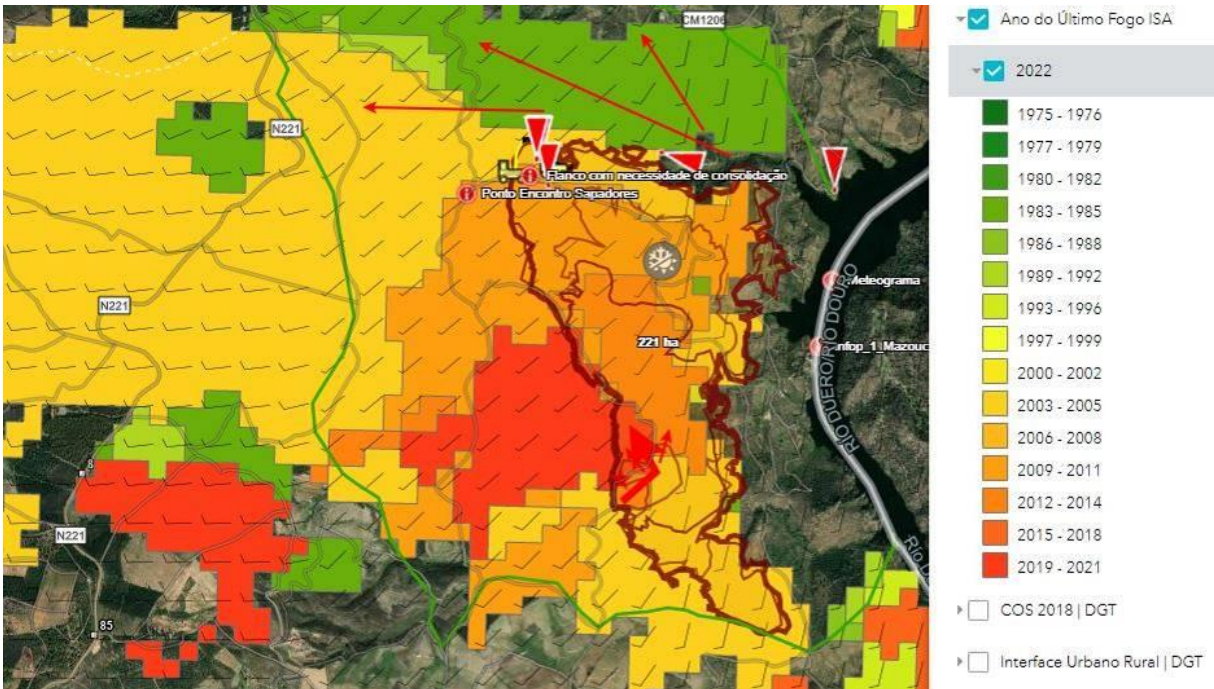 CM1206
N221
Flanco com necessidade de consolidação
Ponto Encontro Sapadores
N221
Meteograma
221 ha
nfop_1_Mazouc
RÍO DUERO/RIO DOURO
8
N221
85
Ano do Último Fogo ISA
2022
1975 - 1976
1977 - 1979
1980 - 1982
1983 - 1985
1986 - 1988
1989 - 1992
1993 - 1996
1997 - 1999
2000 - 2002
2003 - 2005
2006 - 2008
2009 - 2011
2012 - 2014
2015 - 2018
2019 - 2021
COS 2018 | DGT
Interface Urbano Rural | DGT